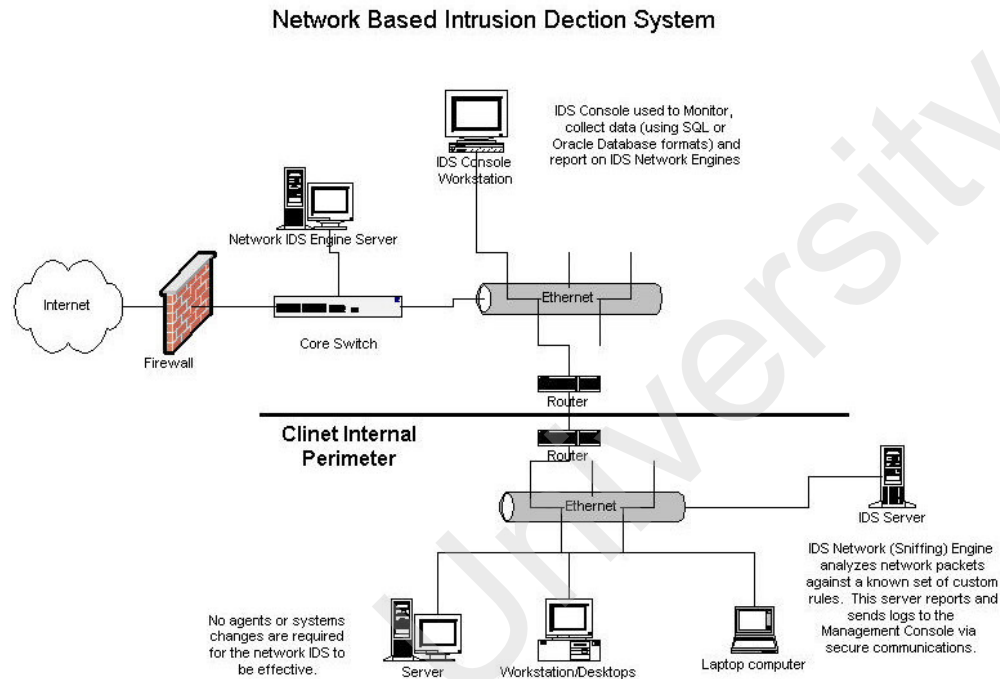 Network Based Intrusion Dection System
IDS Console used to Monitor,
collect data (using SQL or
Oracle Database formats) and
report on IDS Network Engines
IDS Console
Workstation
Network IDS Engine Server
Internet
Firewall
Core Switch
Ethernet
Router
Clinet Internal
Perimeter
Router
Ethernet
IDS Server
IDS Network (Sniffing) Engine
analyzes network packets
against a known set of custom
rules. This server reports and
sends logs to the
Management Console via
secure communications.
No agents or systems
changes are required
for the network IDS to
be effective.
Server
Workstation/Desktops
Laptop computer
University